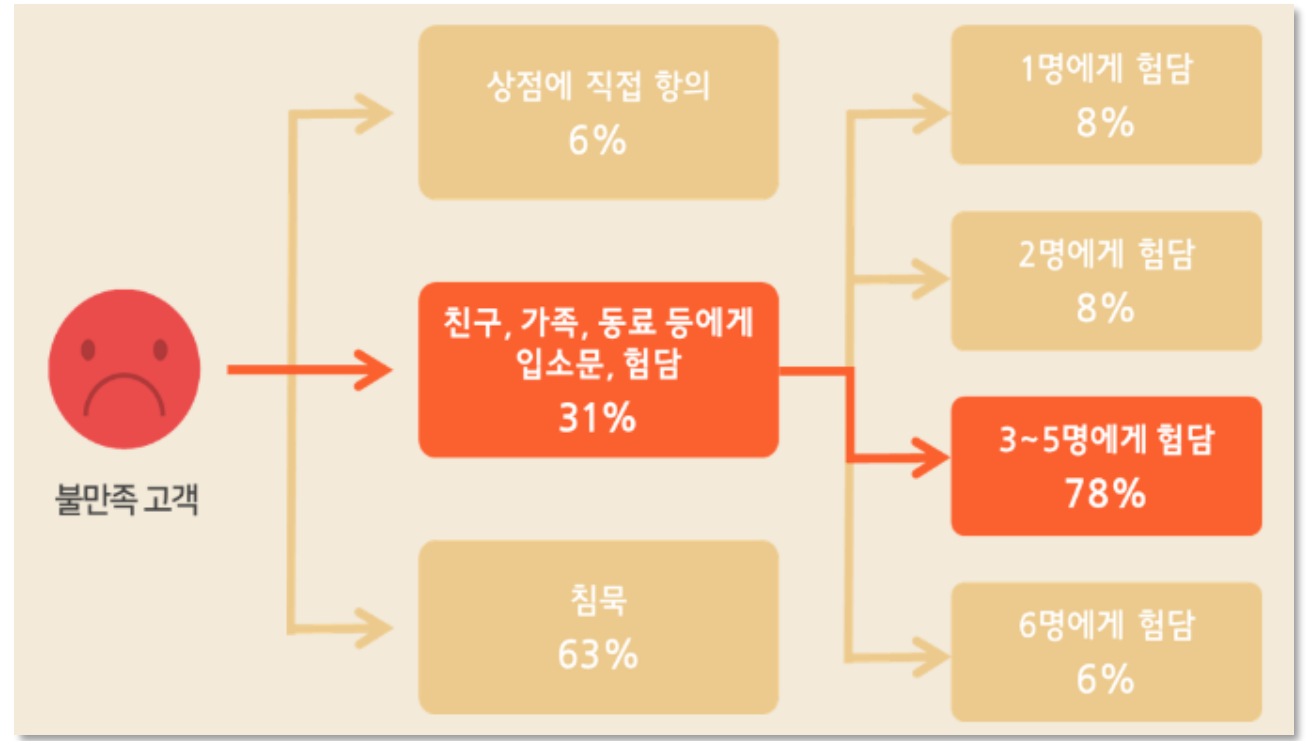 불만족 고객
상점에 직접 항의
6%
친구, 가족, 동료 등에게
입소문, 험담
31%
침묵
63%
1명에게 험담
8%
2명에게 험담
8%
3~5명에게 험담
78%
6명에게 험담
6%